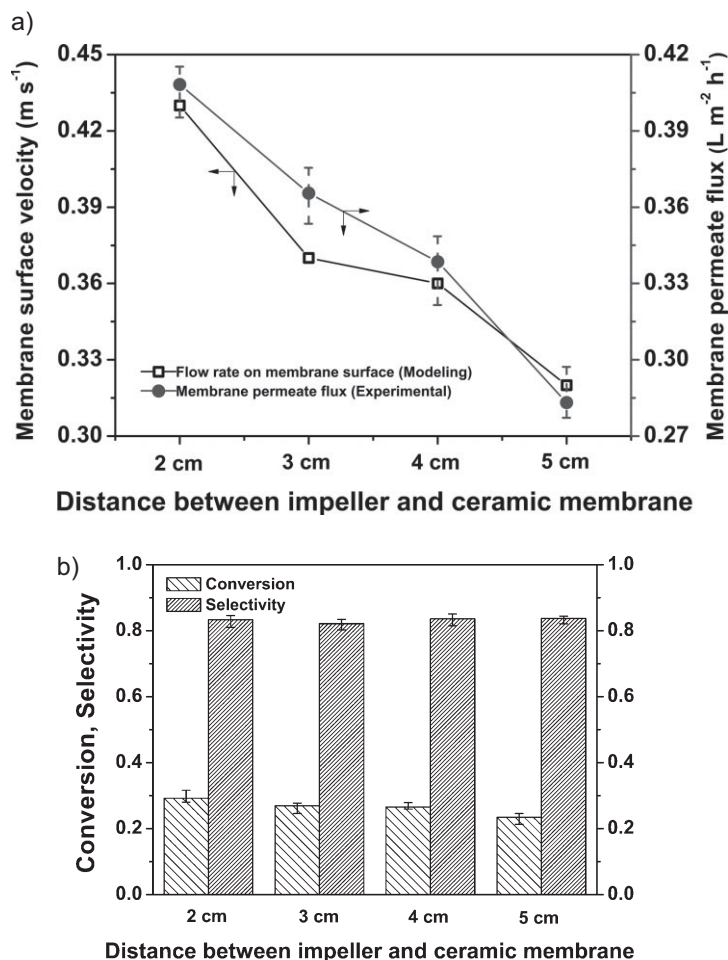 a)
Membrane surface velocity (m s⁻¹)
0.45
0.42
0.39
0.36
0.33
0.30
Membrane permeate flux (L m⁻² h⁻¹)
0.42
0.39
0.36
0.33
0.30
0.27
Flow rate on membrane surface (Modeling)
Membrane permeate flux (Experimental)
2 cm 3 cm 4 cm 5 cm
Distance between impeller and ceramic membrane
b)
Conversion, Selectivity
1.0
0.8
0.6
0.4
0.2
0.0
Conversion
Selectivity
1.0
0.8
0.6
0.4
0.2
0.0
2 cm 3 cm 4 cm 5 cm
Distance between impeller and ceramic membrane